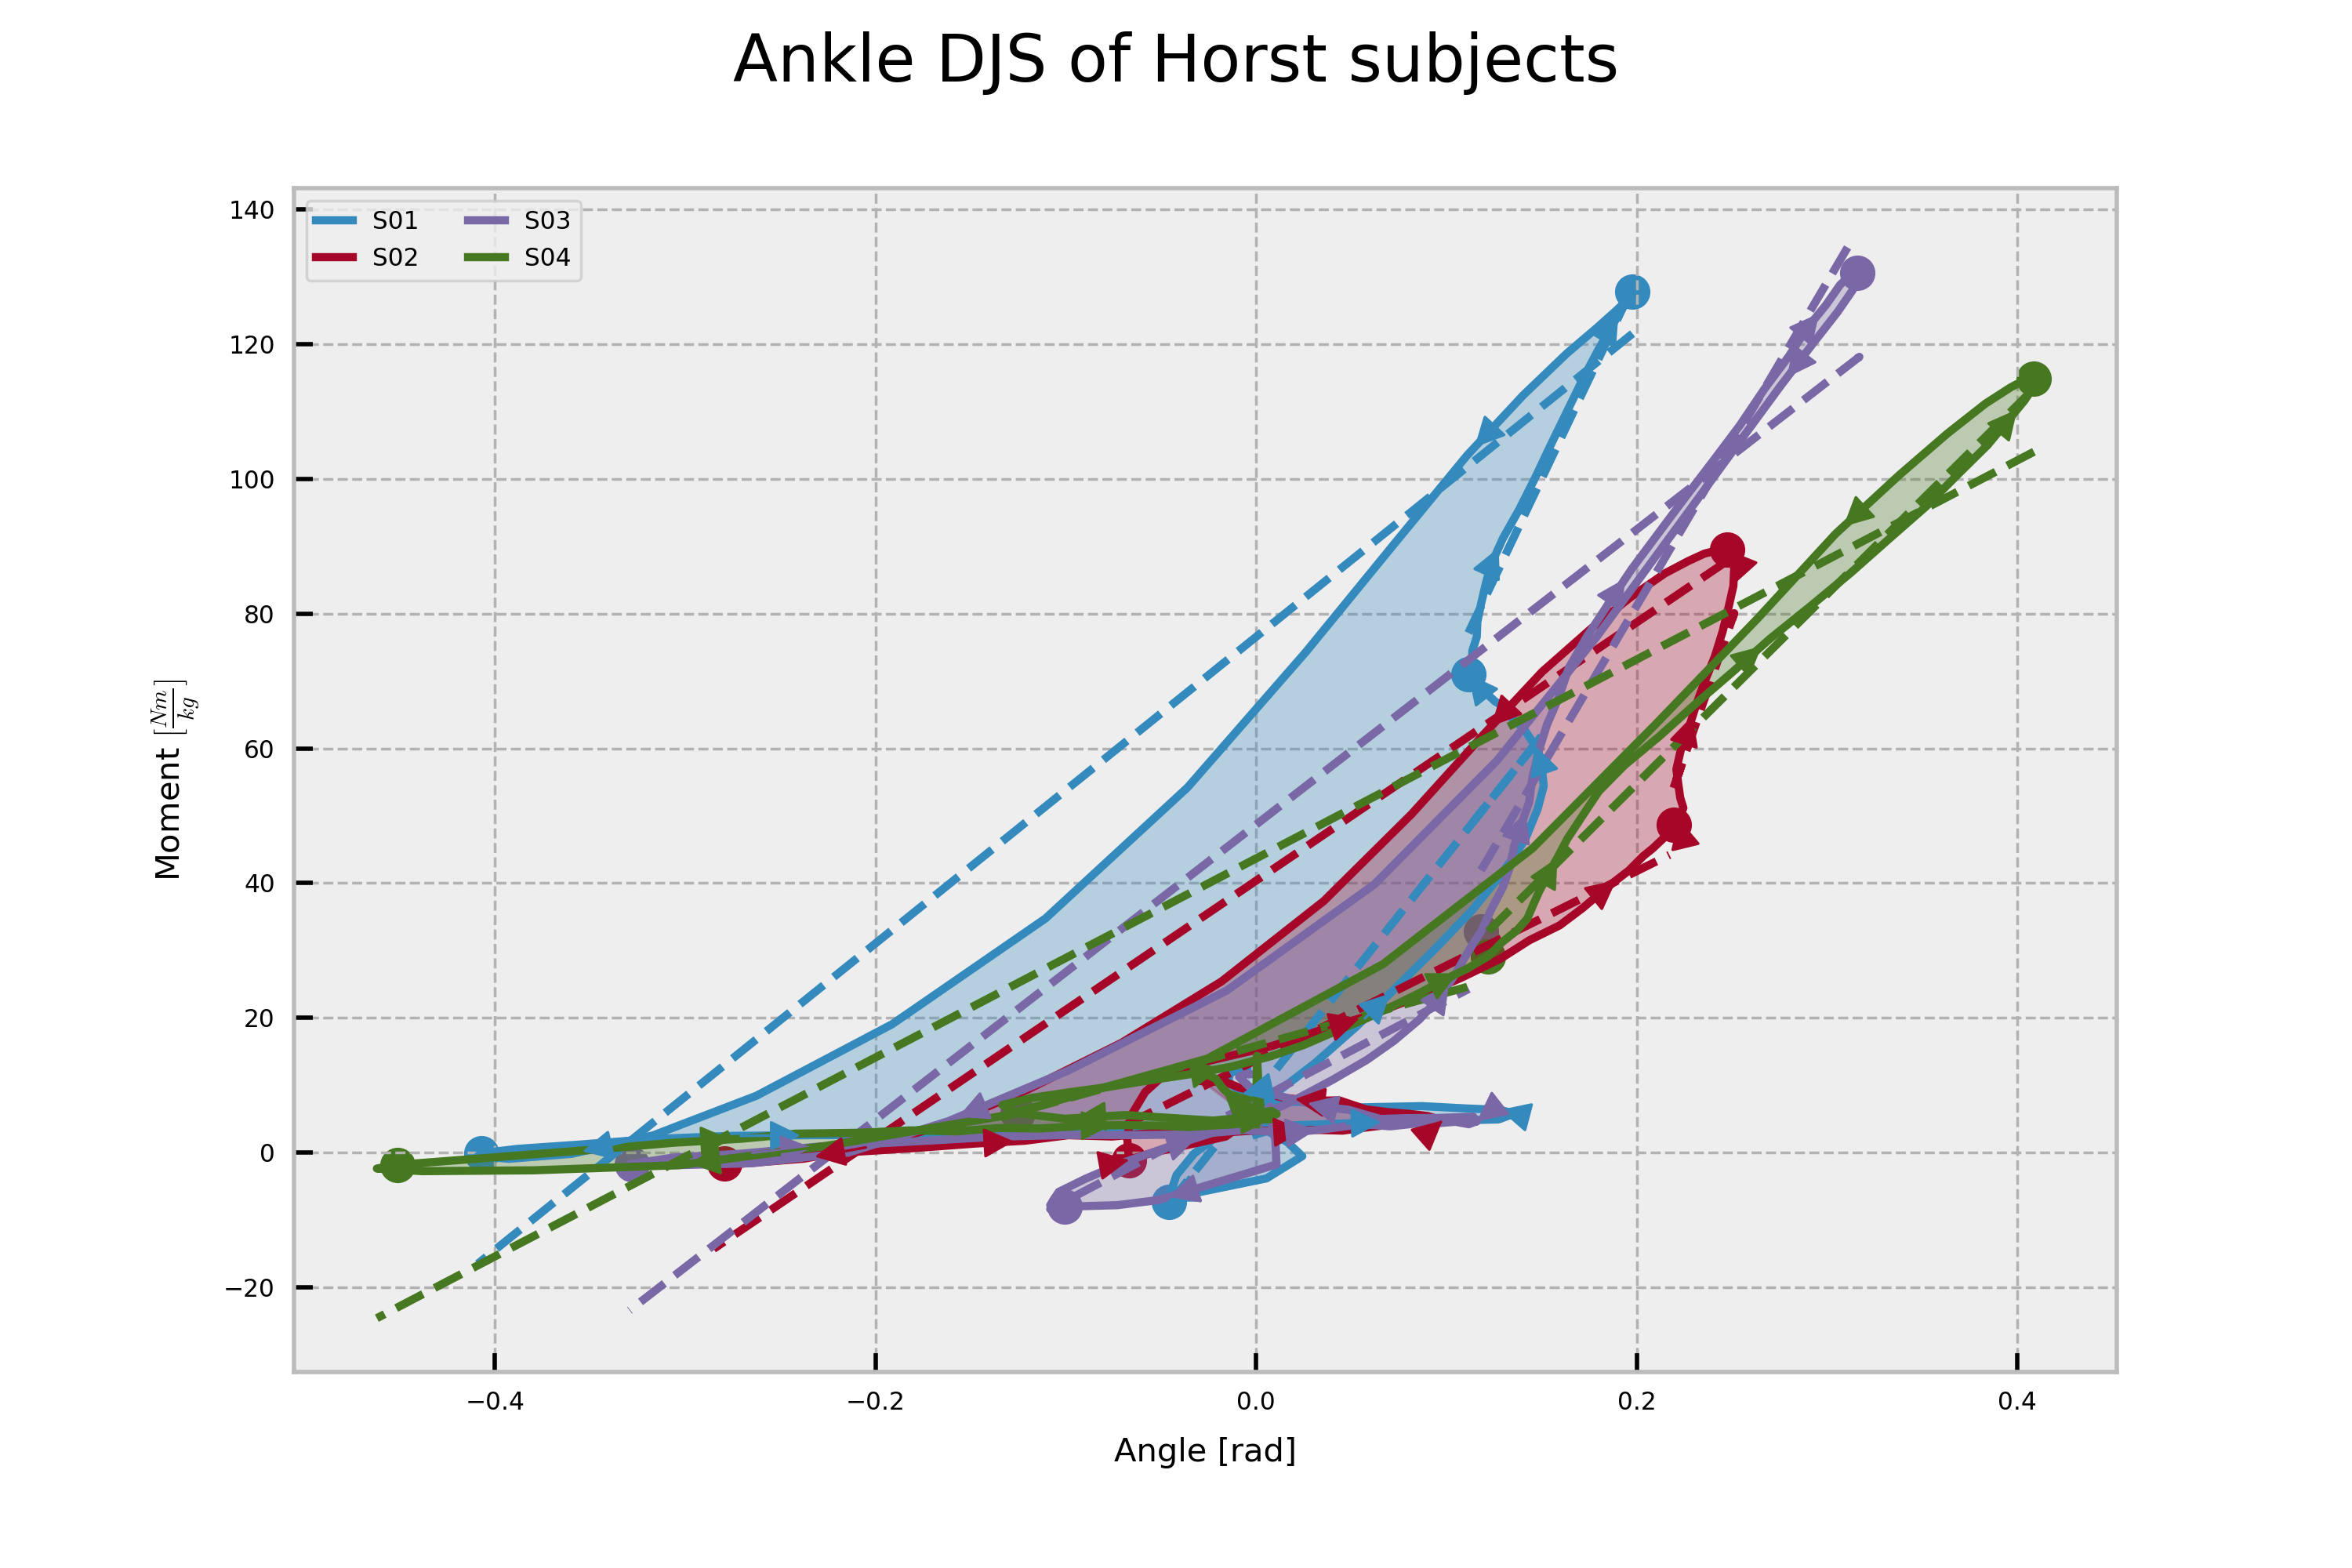 Ankle DJS of Horst subjects
S01 S03
S02 S04
140
120
100
80
60
40
20
0
−20
Moment [Nm/kg]
−0.4 −0.2 0.0 0.2 0.4
Angle [rad]